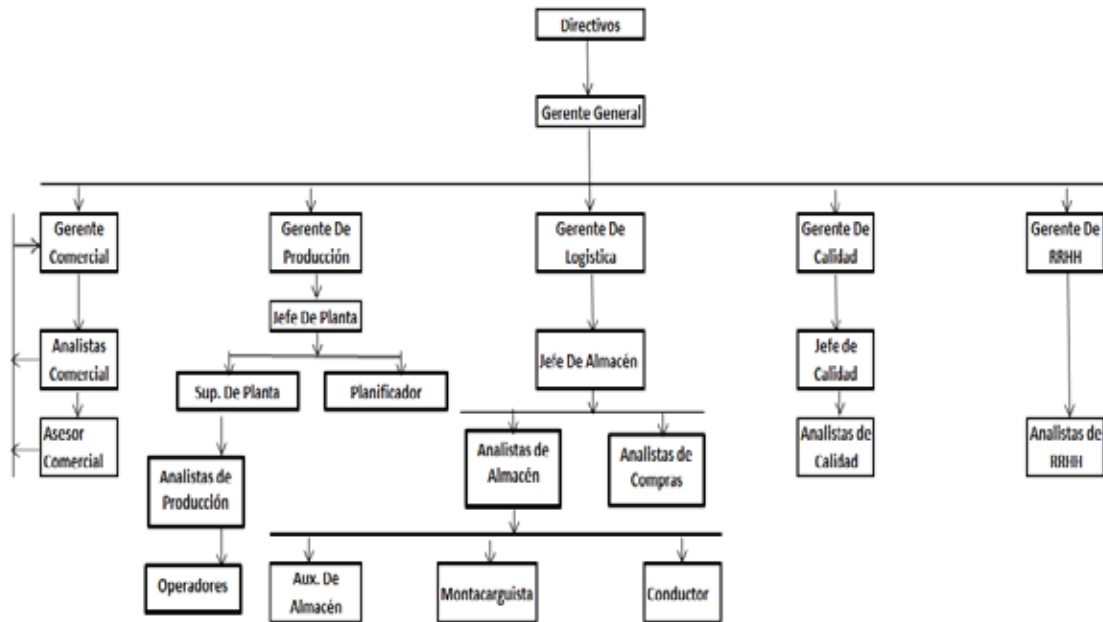 Directivos
Gerente General
Gerente
Comercial
Gerente De
Producción
Gerente De
Logistica
Gerente De
Calidad
Gerente De
RRHH
Jefe De Planta
Analistas
Comercial
Jefe De Almacén
Jefe de
Calidad
Sup. De Planta
Planificador
Asesor
Comercial
Analistas de
Almacén
Analistas de
Compras
Analistas de
Calidad
Analistas de
RRHH
Analistas de
Producción
Operadores
Aux. De
Almacén
Montacarguista
Conductor